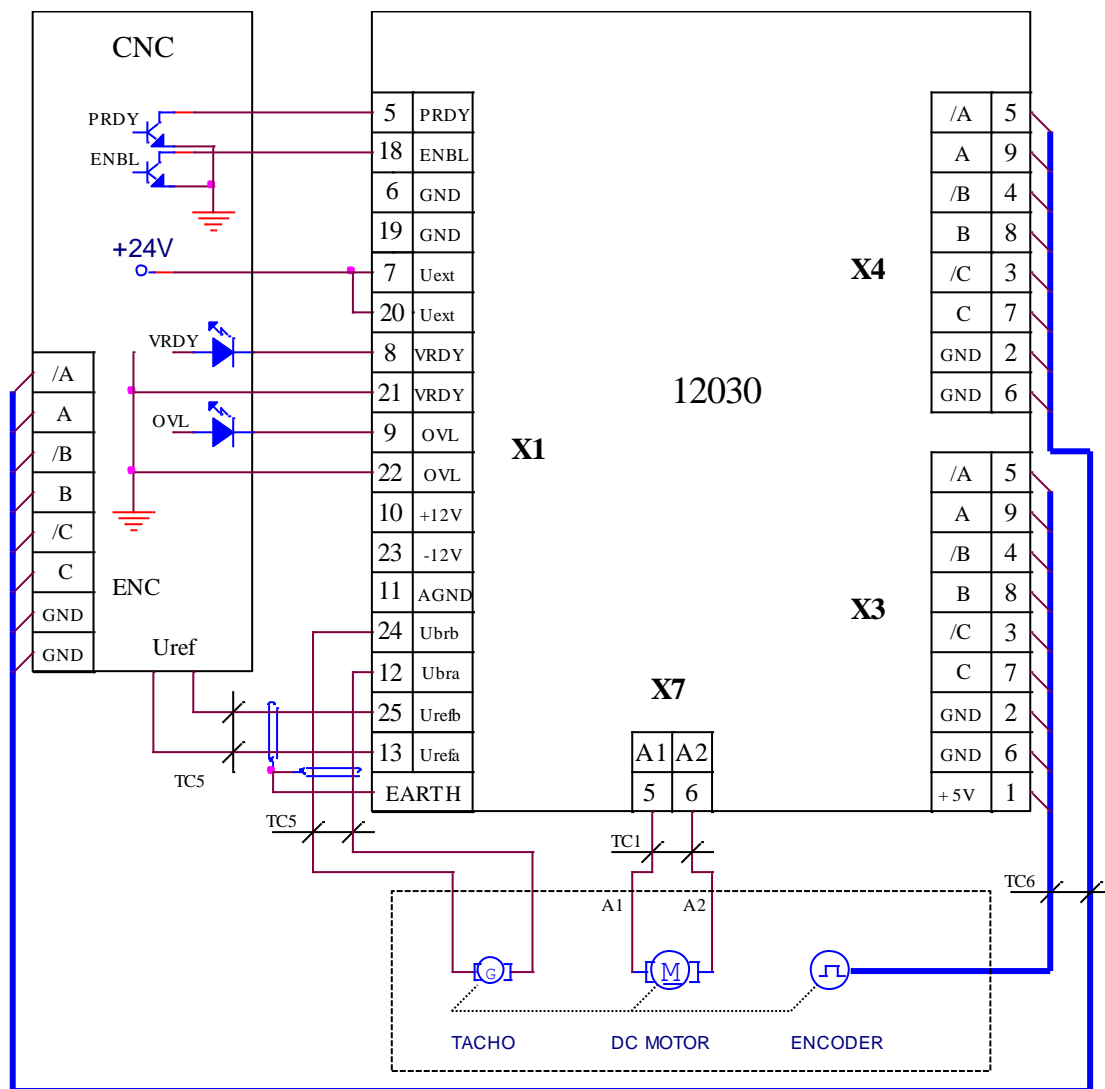 CNC
PRDY
ENBL
+24V
VRDY
OVL
/A
A
/B
B
/C
C
GND
GND
ENC
Uref
TC5
TC5
5 PRDY
18 ENBL
6 GND
19 GND
7 Uext
20 Uext
8 VRDY
21 VRDY
9 OVL
22 OVL
10 +12V
23 -12V
11 AGND
24 Ubrb
12 Ubra
25 Urefb
13 Urefa
EARTH
X1
12030
X4
/A 5
A 9
/B 4
B 8
/C 3
C 7
GND 2
GND 6
X3
/A 5
A 9
/B 4
B 8
/C 3
C 7
GND 2
GND 6
+5V 1
X7
A1 A2
5 6
TC1
TC6
A1 A2
G
M
TACHO
DC MOTOR
ENCODER